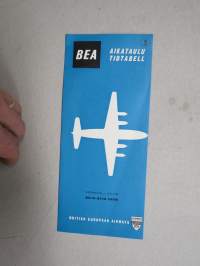 BEA
AIKATAULU
TIDTABELL
BRITISH EUROPEAN AIRWAYS